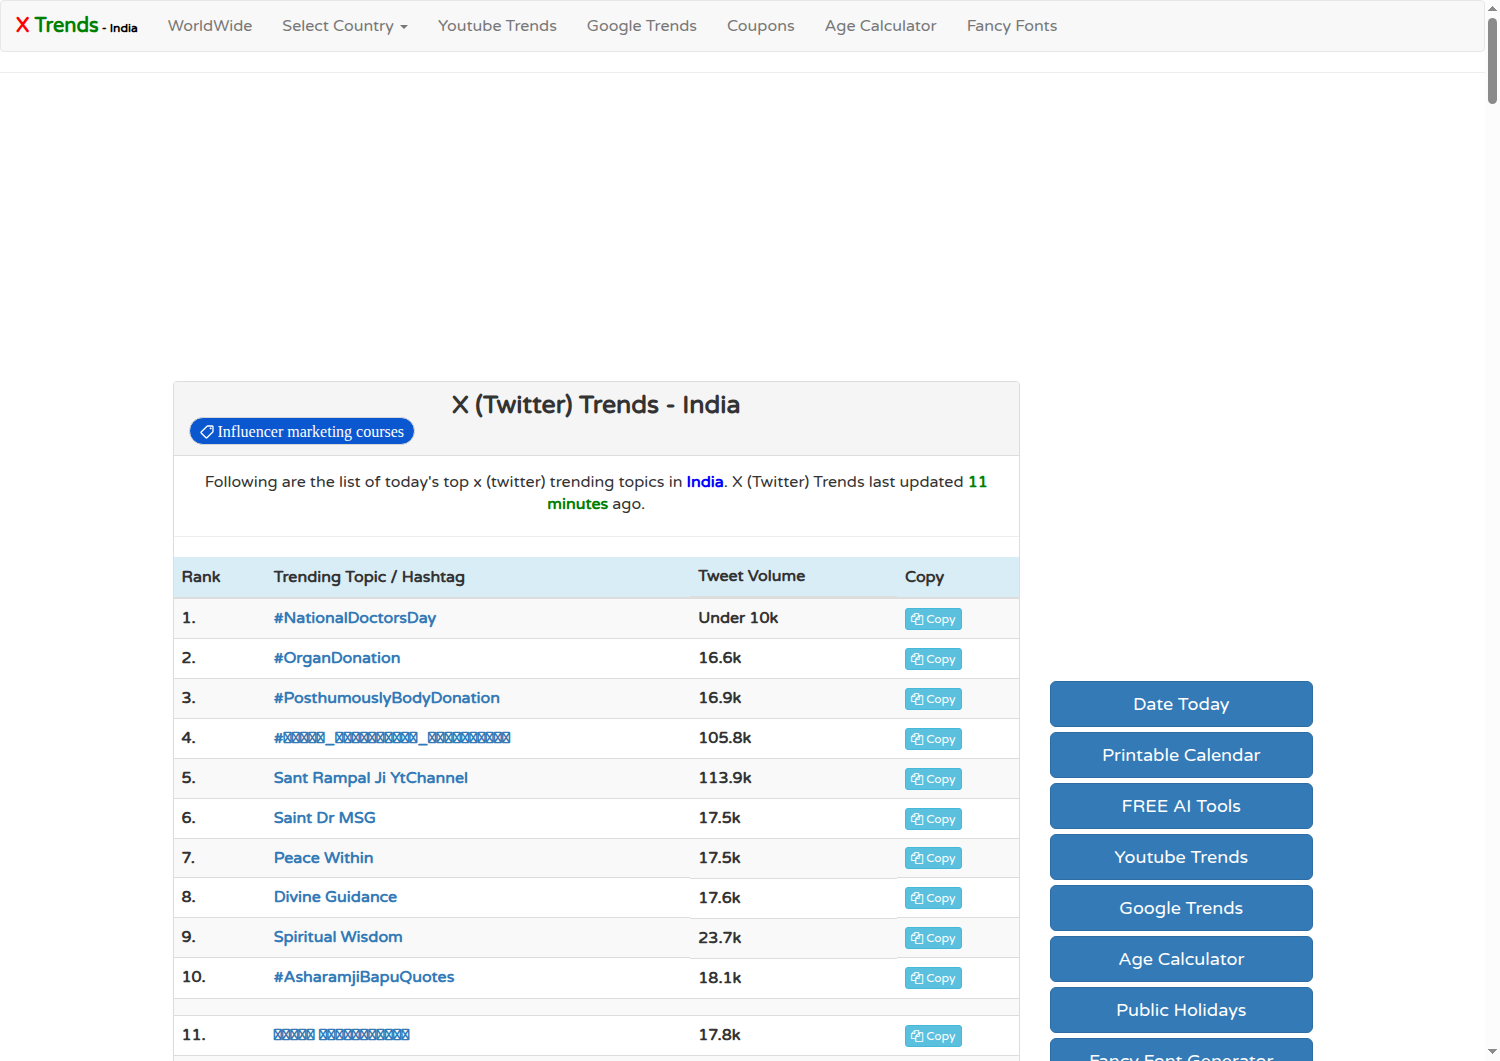 X Trends - India
WorldWide
Select Country
Youtube Trends
Google Trends
Coupons
Age Calculator
Fancy Fonts
X (Twitter) Trends - India
Influencer marketing courses
Following are the list of today's top x (twitter) trending topics in India. X (Twitter) Trends last updated 11
minutes ago.
Rank Trending Topic / Hashtag Tweet Volume Copy
1. #NationalDoctorsDay Under 10k Copy
2. #OrganDonation 16.6k Copy
3. #PosthumouslyBodyDonation 16.9k Copy
4. 105.8k Copy
5. Sant Rampal Ji YtChannel 113.9k Copy
6. Saint Dr MSG 17.5k Copy
7. Peace Within 17.5k Copy
8. Divine Guidance 17.6k Copy
9. Spiritual Wisdom 23.7k Copy
10. #AsharamjiBapuQuotes 18.1k Copy
11. 17.8k Copy
Date Today
Printable Calendar
FREE AI Tools
Youtube Trends
Google Trends
Age Calculator
Public Holidays
Fancy Font Generator